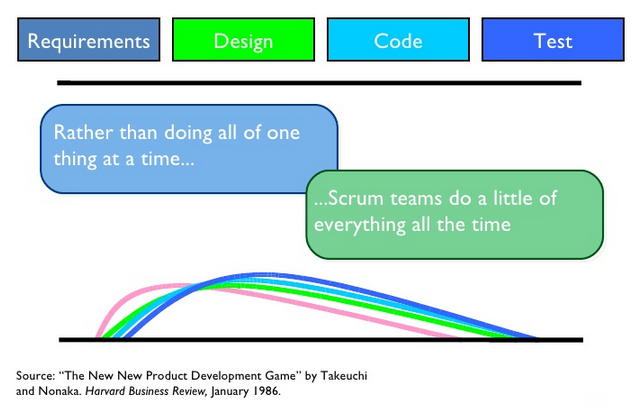 Requirements
Design
Code
Test
Rather than doing all of one
thing at a time...
...Scrum teams do a little of
everything all the time
Source: “The New New Product Development Game” by Takeuchi
and Nonaka. Harvard Business Review, January 1986.